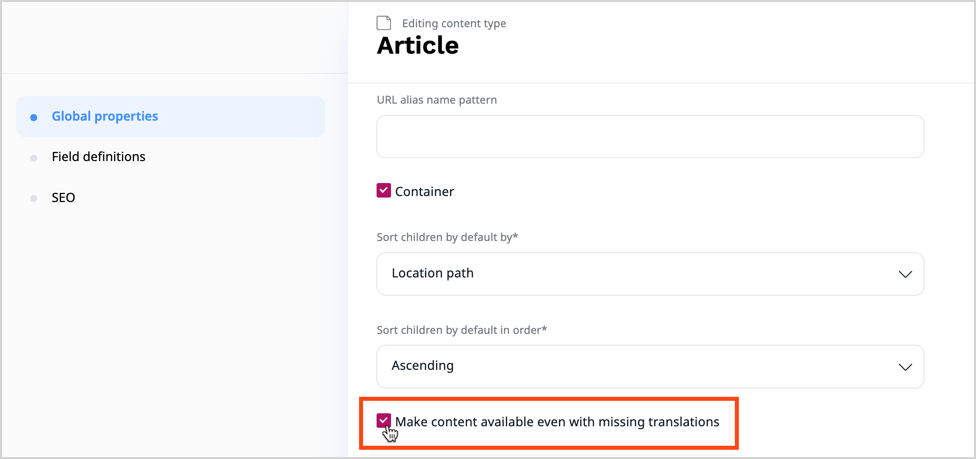 Editing content type
Article
Global properties
Field definitions
SEO
URL alias name pattern
Container
Sort children by default by*
Location path
Sort children by default in order*
Ascending
Make content available even with missing translations